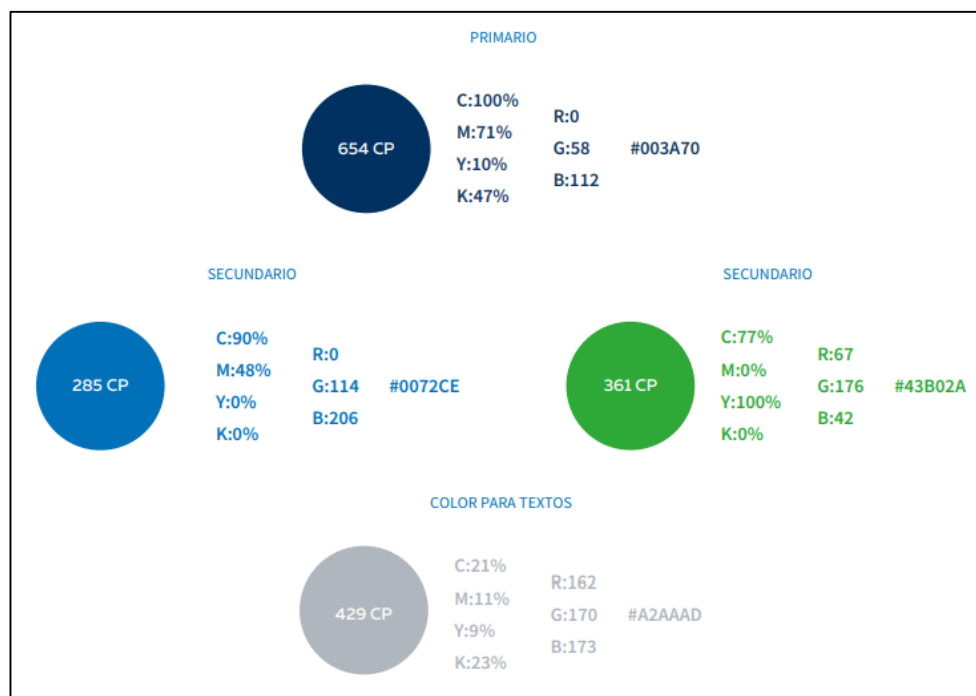 PRIMARIO
654 CP
C:100%
M:71%
Y:10%
K:47%
R:0
G:58
B:112
#003A70
SECUNDARIO
285 CP
C:90%
M:48%
Y:0%
K:0%
R:0
G:114
B:206
#0072CE
SECUNDARIO
361 CP
C:77%
M:0%
Y:100%
K:0%
R:67
G:176
B:42
#43B02A
COLOR PARA TEXTOS
429 CP
C:21%
M:11%
Y:9%
K:23%
R:162
G:170
B:173
#A2AAAD